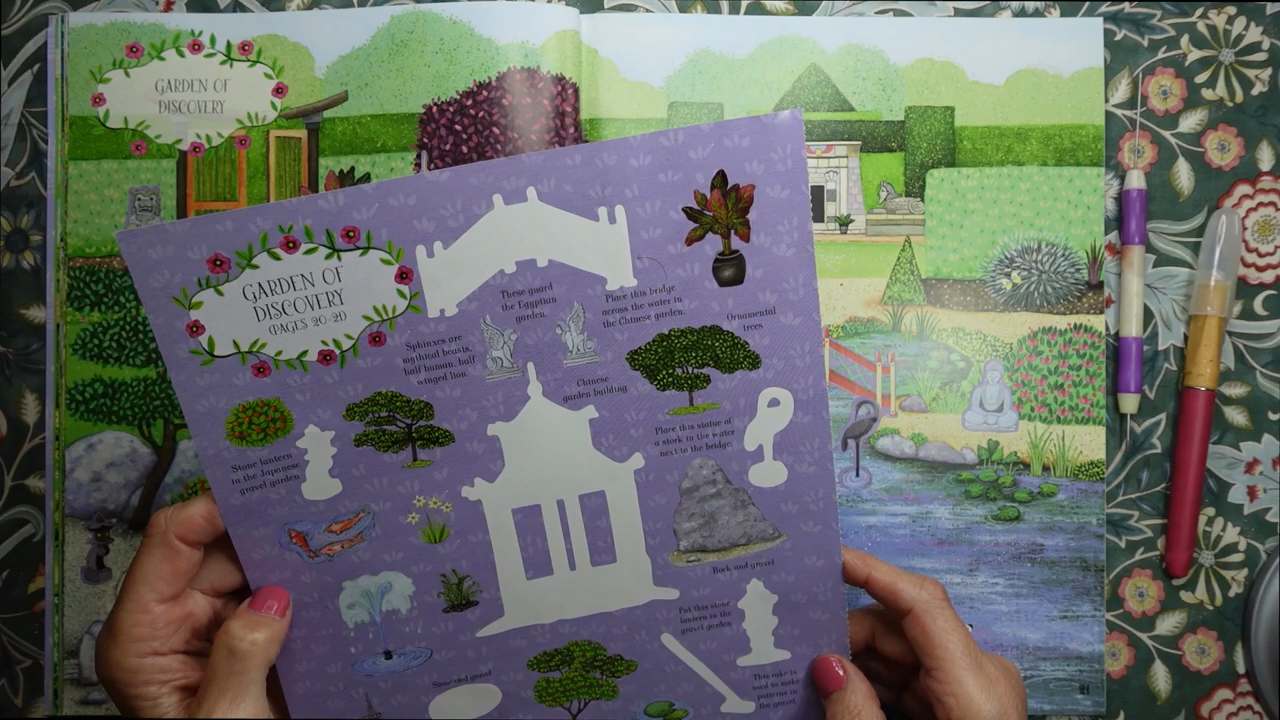 GARDEN OF
DISCOVERY
GARDEN OF
DISCOVERY
(PAGES 20-21)
These guard
the Egyptian
garden.
Place this bridge
across the water in
the Chinese garden.
Sphinxes are
mythical beasts,
half human, half
winged lion.
Ornamental
trees
Chinese
garden building
Place this statue of
a stork in the water
next to the bridge.
Stone lantern
in the Japanese
gravel garden
Rock and gravel
Put this stone
lantern in the
gravel garden
Stone and gravel
This rake is
used to make
patterns in
the gravel.
21